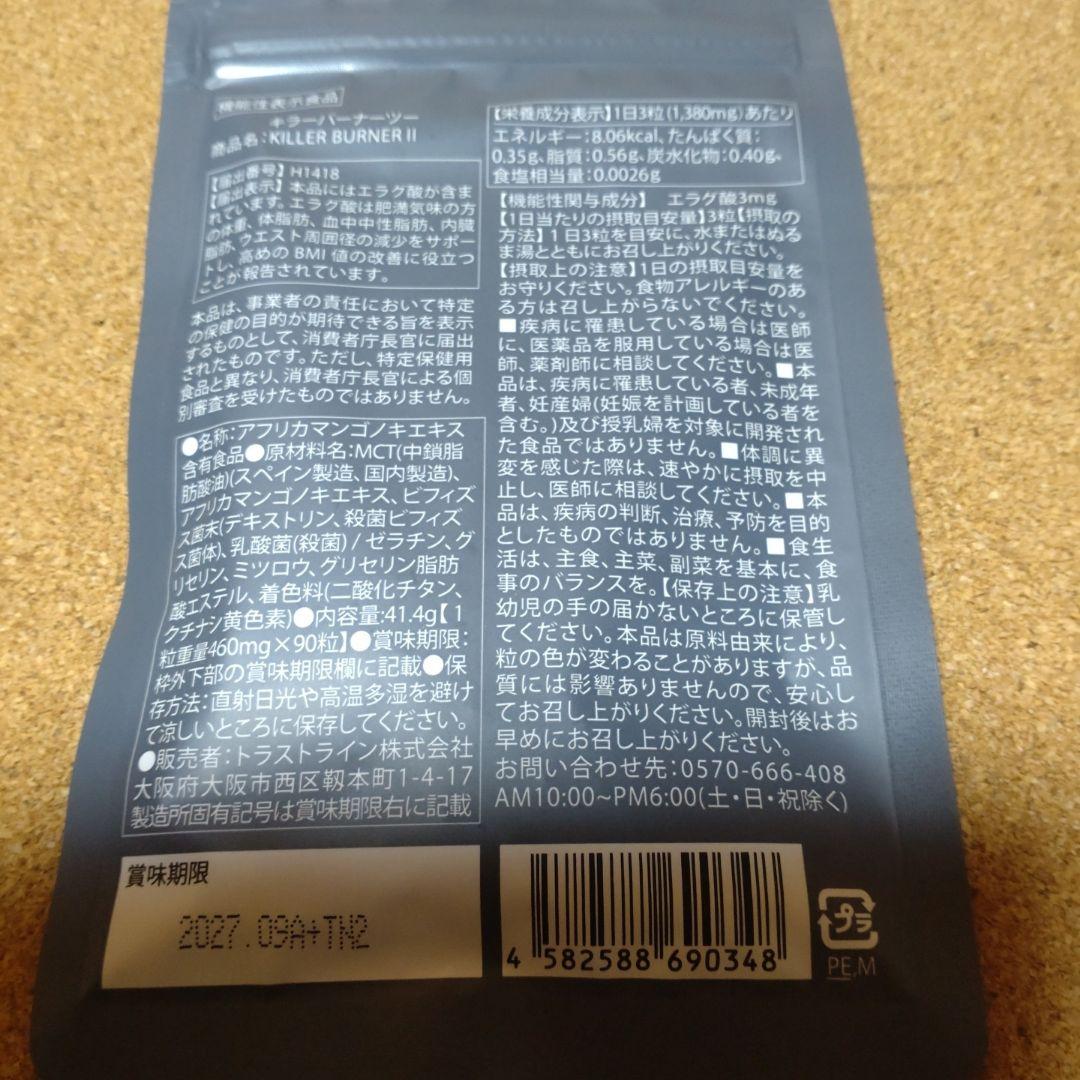 機能性表示食品
キラーバーナーツー
商品名：KILLER BURNER II
【届出番号】H1418
【届出表示】本品にはエラグ酸が含ま
れています。エラグ酸は肥満気味の方
の体重、体脂肪、血中中性脂肪、内臓
脂肪、ウエスト周囲径の減少をサポー
トし、高めのBMI値の改善に役立つ
ことが報告されています。
本品は、事業者の責任において特定
の保健の目的が期待できる旨を表示
するものとして、消費者庁長官に届出
されたものです。ただし、特定保健用
食品と異なり、消費者庁長官による個
別審査を受けたものではありません。
●名称：アフリカマンゴノキエキス
含有食品●原材料名：MCT(中鎖脂
肪酸油)(スペイン製造、国内製造)、
アフリカマンゴノキエキス、ビフィズ
ス菌末(デキストリン、殺菌ビフィズ
ス菌体)、乳酸菌(殺菌) / ゼラチン、グ
リセリン、ミツロウ、グリセリン脂肪
酸エステル、着色料(二酸化チタン、
クチナシ黄色素)●内容量:41.4g【1
粒重量460mg×90粒】●賞味期限：
枠外下部の賞味期限欄に記載●保
存方法：直射日光や高温多湿を避け
て涼しいところに保存してください。
●販売者：トラストライン株式会社
大阪府大阪市西区靱本町1-4-17
製造所固有記号は賞味期限右に記載
【栄養成分表示】1日3粒(1,380mg)あたり
エネルギー：8.06kcal、たんぱく質：
0.35g、脂質：0.56g、炭水化物：0.40g、
食塩相当量：0.0026g
【機能性関与成分】 エラグ酸3mg
【1日当たりの摂取目安量】3粒【摂取の
方法】1日3粒を目安に、水またはぬる
ま湯とともにお召し上がりください。
【摂取上の注意】1日の摂取目安量を
お守りください。食物アレルギーのあ
る方は召し上がらないでください。
■疾病に罹患している場合は医師
に、医薬品を服用している場合は医
師、薬剤師に相談してください。■本
品は、疾病に罹患している者、未成年
者、妊産婦(妊娠を計画している者を
含む。)及び授乳婦を対象に開発され
た食品ではありません。■体調に異
変を感じた際は、速やかに摂取を中
止し、医師に相談してください。■本
品は、疾病の判断、治療、予防を目的
としたものではありません。■食生
活は、主食、主菜、副菜を基本に、食
事のバランスを。【保存上の注意】乳
幼児の手の届かないところに保管し
てください。本品は原料由来により、
粒の色が変わることがありますが、品
質には影響ありませんので、安心し
てお召し上がりください。開封後はお
早めにお召し上がりください。
お問い合わせ先：0570-666-408
AM10:00~PM6:00(土・日・祝除く)
賞味期限
2027.09A+TN2
4 582588 690348
プラ
PE,M